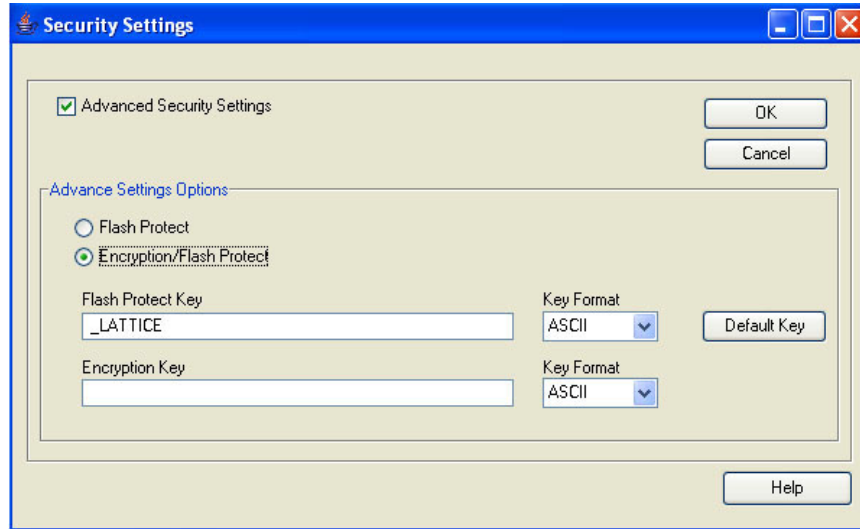 Security Settings
Advanced Security Settings
OK
Cancel
Advance Settings Options
Flash Protect
Encryption/Flash Protect
Flash Protect Key
Key Format
_LATTICE
ASCII
Default Key
Encryption Key
Key Format
ASCII
Help